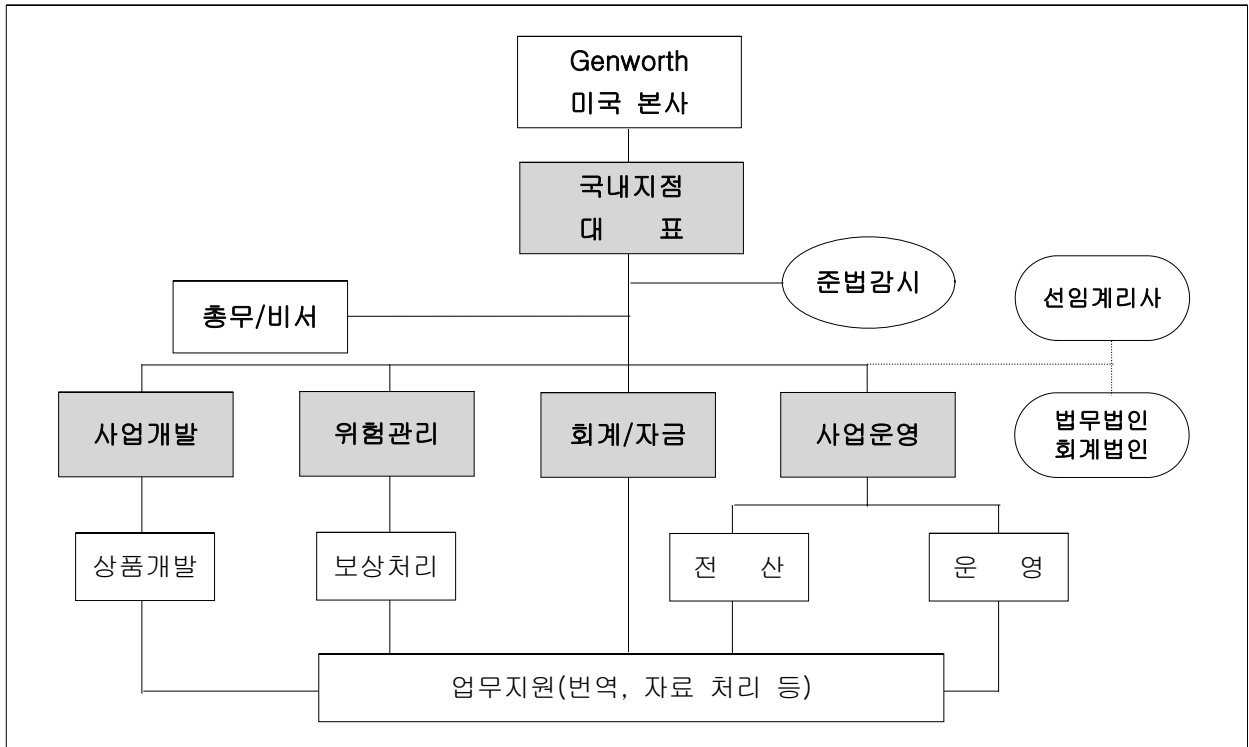 Genworth
미국 본사
국내지점
대 표
준법감시
선임계리사
총무/비서
사업개발
위험관리
회계/자금
사업운영
법무법인
회계법인
상품개발
보상처리
전 산
운 영
업무지원(번역, 자료 처리 등)